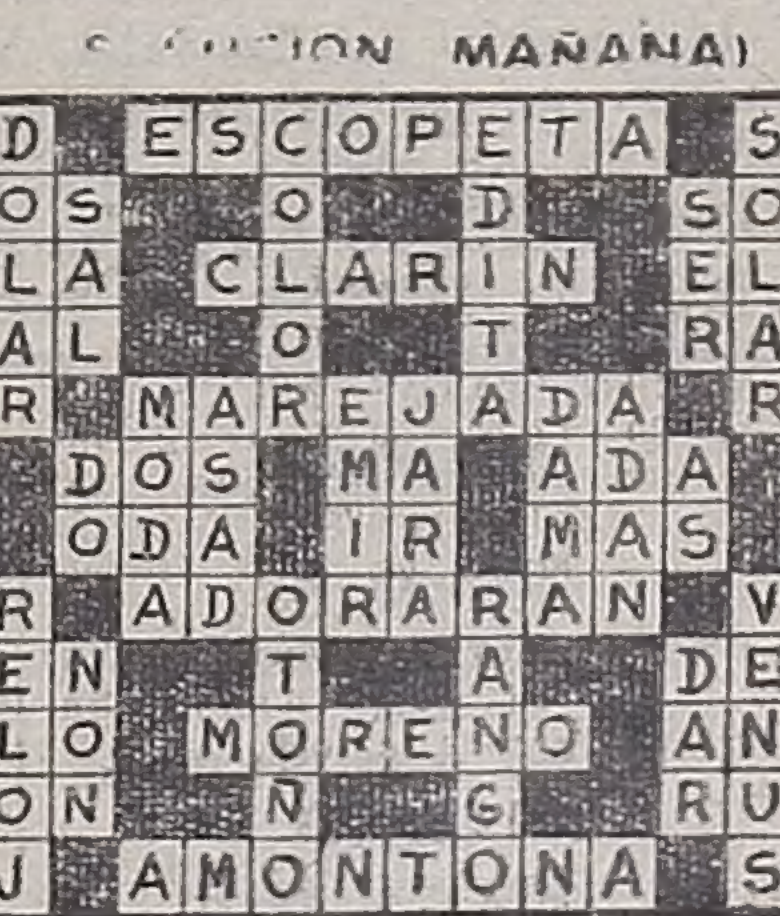 MAÑANA)
D ESCOPETA S
OS O D SO
LA CLARIN EL
AL O T RA
R MAREJADA R
DOS MA ADA
ODA IR MAS
R ADORARAN V
EN T A DE
LO MORENO AN
ON Ñ G RU
J AMONTONA S